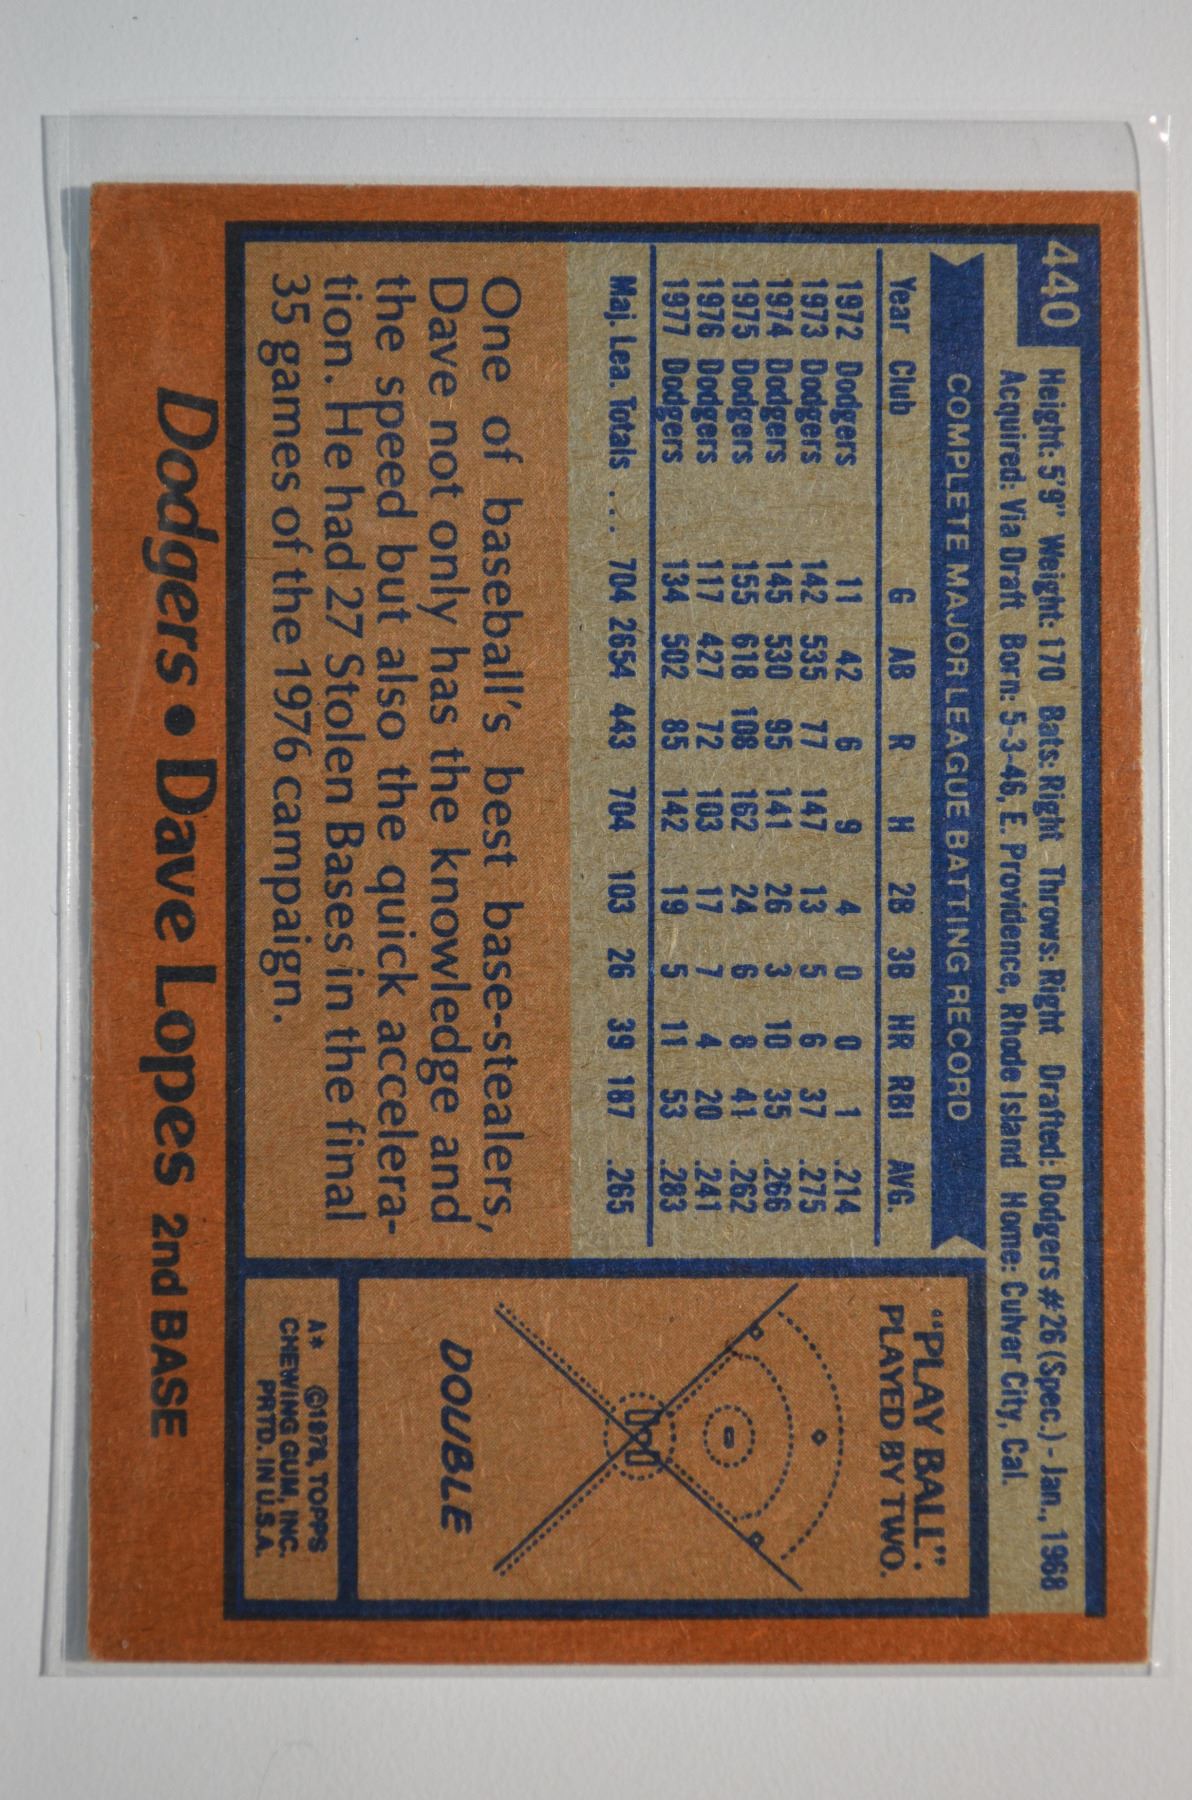 440
Height: 5'9" Weight: 170 Bats: Right Throws: Right Drafted: Dodgers #26 (Spec.) - Jan., 1968
Acquired: Via Draft Born: 5-3-46, E. Providence, Rhode Island Home: Culver City, Cal.
COMPLETE MAJOR LEAGUE BATTING RECORD
Year Club G AB R H 2B 3B HR RBI AVG.
1972 Dodgers 11 42 6 9 4 0 0 1 .214
1973 Dodgers 142 535 77 147 13 5 6 37 .275
1974 Dodgers 145 530 95 141 26 3 10 35 .266
1975 Dodgers 155 618 108 162 24 6 8 41 .262
1976 Dodgers 117 427 72 103 17 7 4 20 .241
1977 Dodgers 134 502 85 142 19 5 11 53 .283
Maj. Lea. Totals . . . 704 2654 443 704 103 26 39 187 .265
One of baseball's best base-stealers,
Dave not only has the knowledge and
the speed but also the quick accelera-
tion. He had 27 Stolen Bases in the final
35 games of the 1976 campaign.
"PLAY BALL":
PLAYED BY TWO.
DOUBLE
A* ©1978, TOPPS
CHEWING GUM, INC.
PRTD. IN U.S.A.
Dodgers • Dave Lopes 2nd BASE